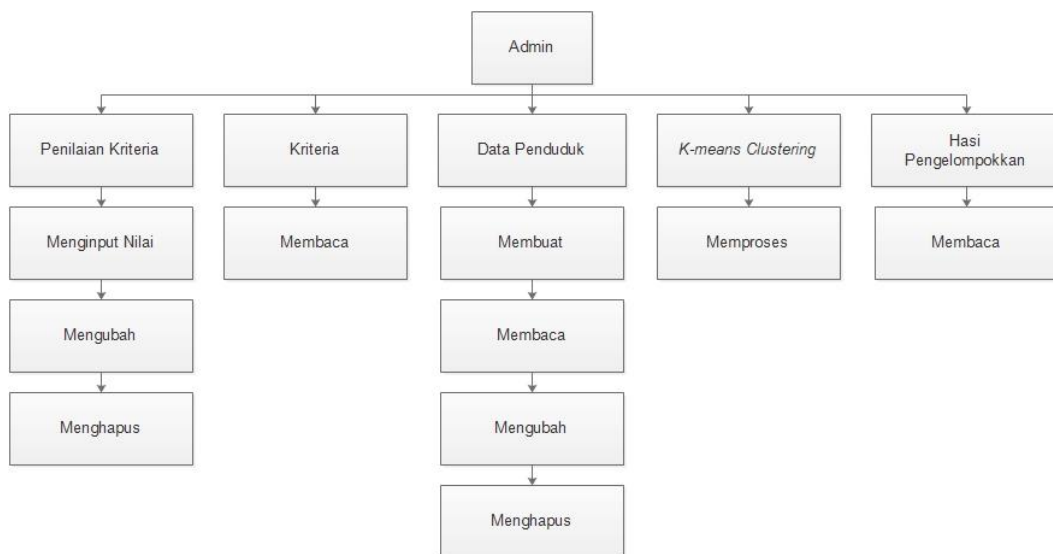 Admin
Penilaian Kriteria
Kriteria
Data Penduduk
K-means Clustering
Hasi
Pengelompokkan
Menginput Nilai
Membaca
Membuat
Memproses
Membaca
Mengubah
Membaca
Menghapus
Mengubah
Menghapus